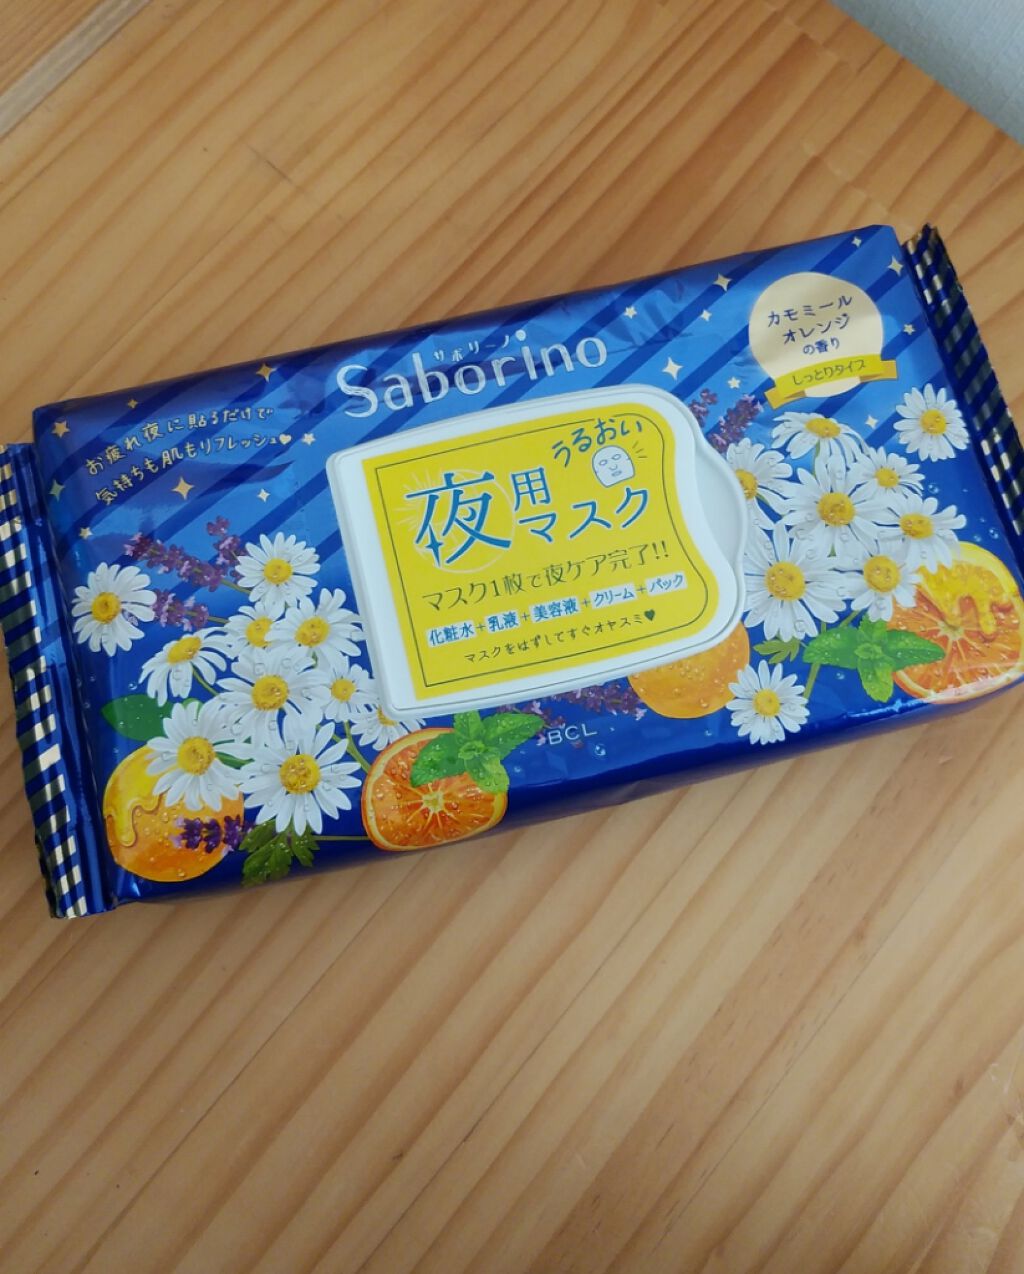 サボリーノ
Saborino
お疲れ夜に貼るだけで
気持ちも肌もリフレッシュ♥
カモミール
オレンジ
の香り
しっとりタイプ
うるおい
夜用
マスク
マスク1枚で夜ケア完了!!
化粧水+乳液+美容液+クリーム+パック
マスクをはずしてすぐオヤスミ♥
BCL